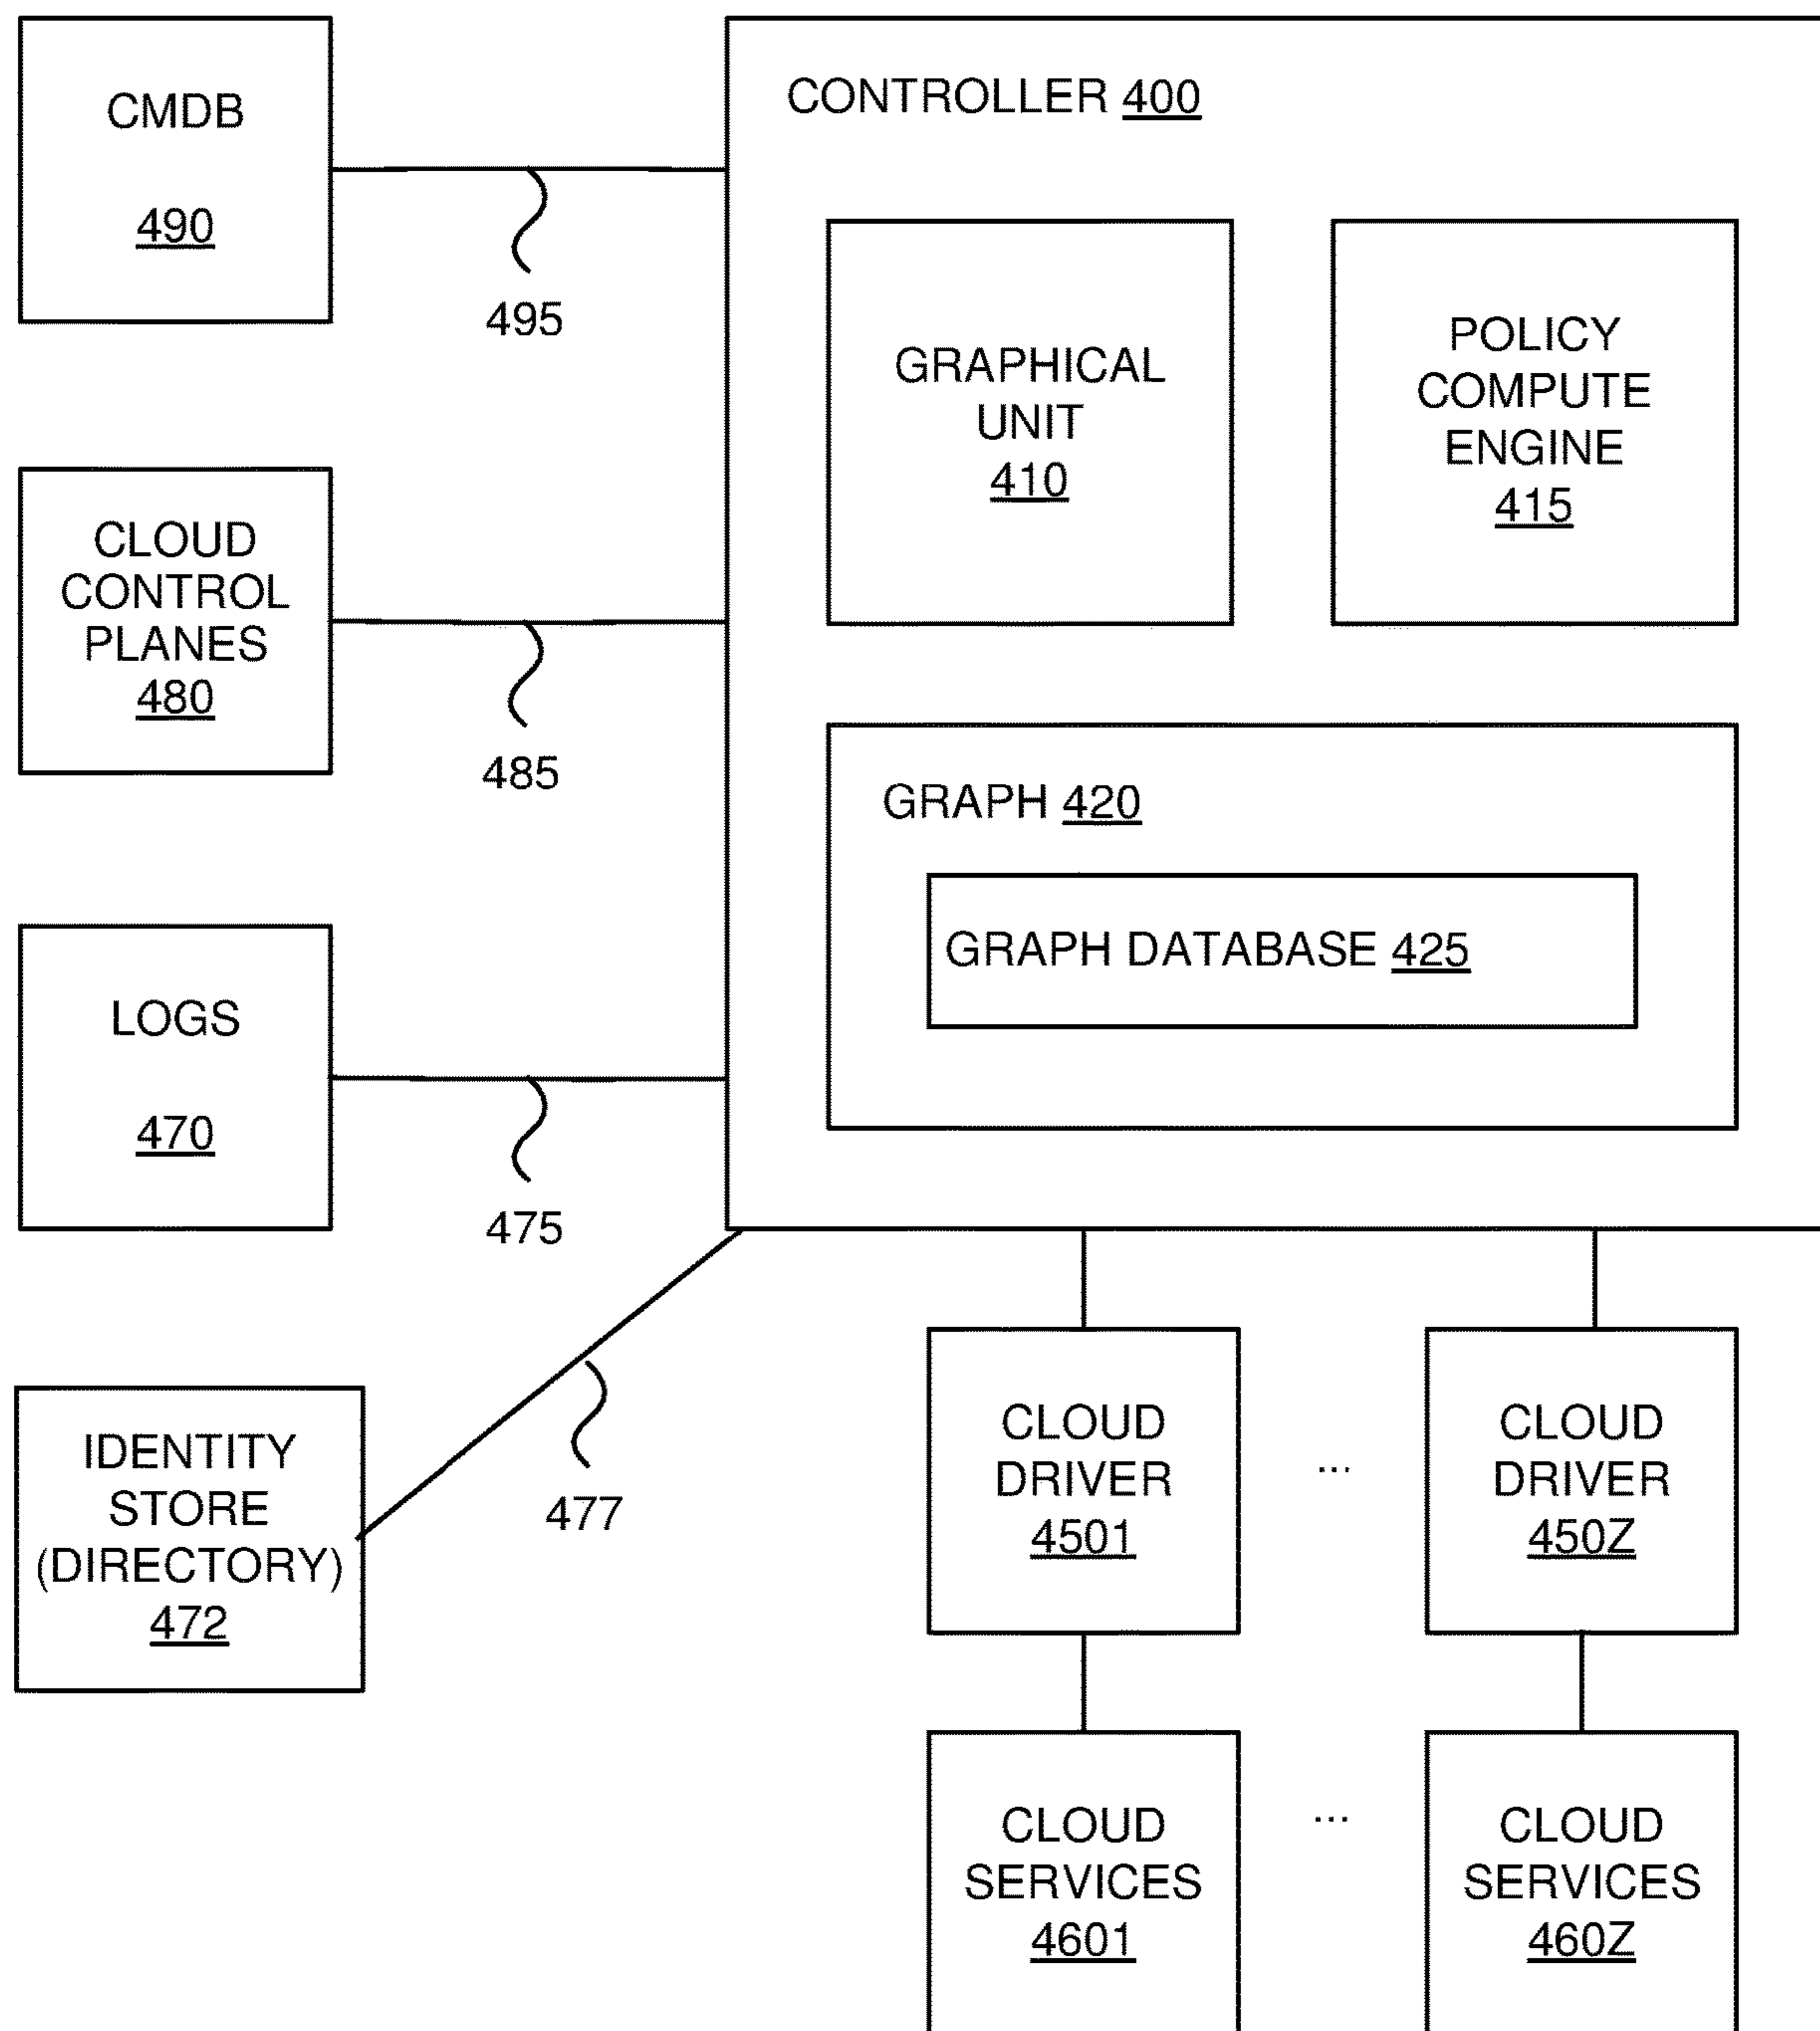 CMDB
490
495
CLOUD
CONTROL
PLANES
480
485
LOGS
470
475
IDENTITY
STORE
(DIRECTORY)
472
477
CONTROLLER 400
GRAPHICAL
UNIT
410
POLICY
COMPUTE
ENGINE
415
GRAPH 420
GRAPH DATABASE 425
CLOUD
DRIVER
4501
...
CLOUD
DRIVER
450Z
CLOUD
SERVICES
4601
...
CLOUD
SERVICES
460Z